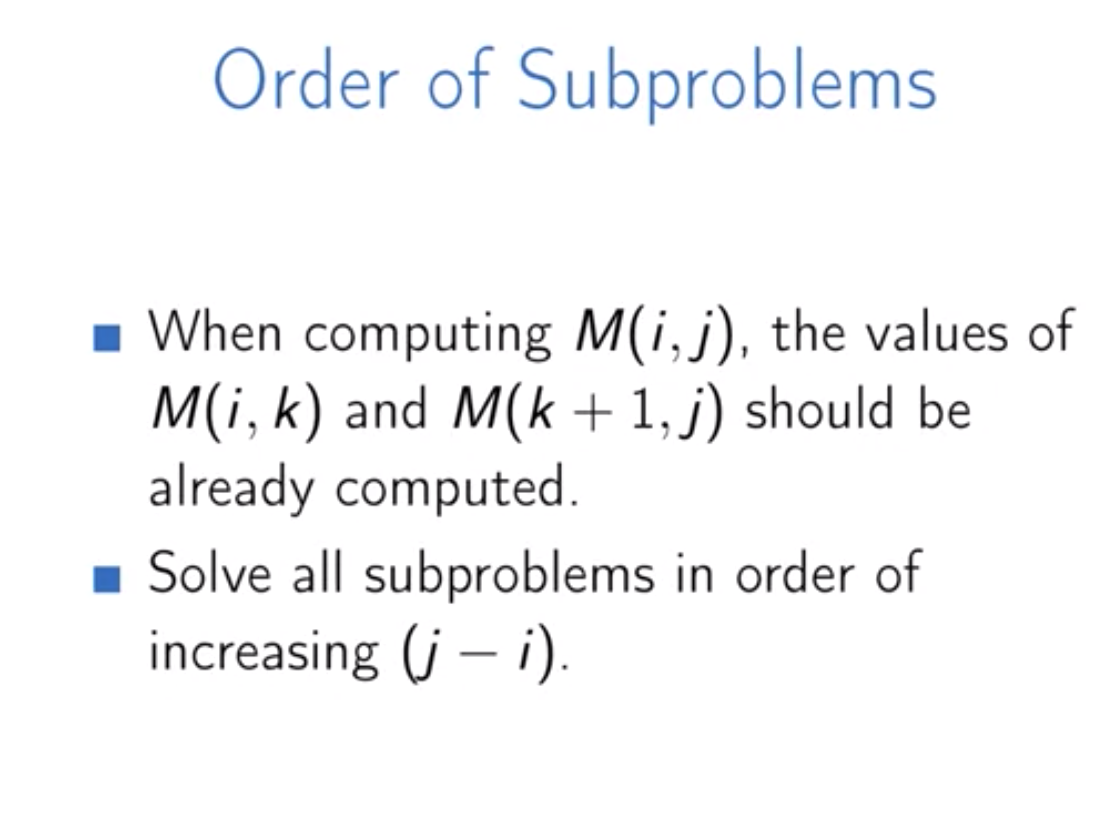 Order of Subproblems
■ When computing M(i, j), the values of
M(i, k) and M(k + 1, j) should be
already computed.
■ Solve all subproblems in order of
increasing (j − i).